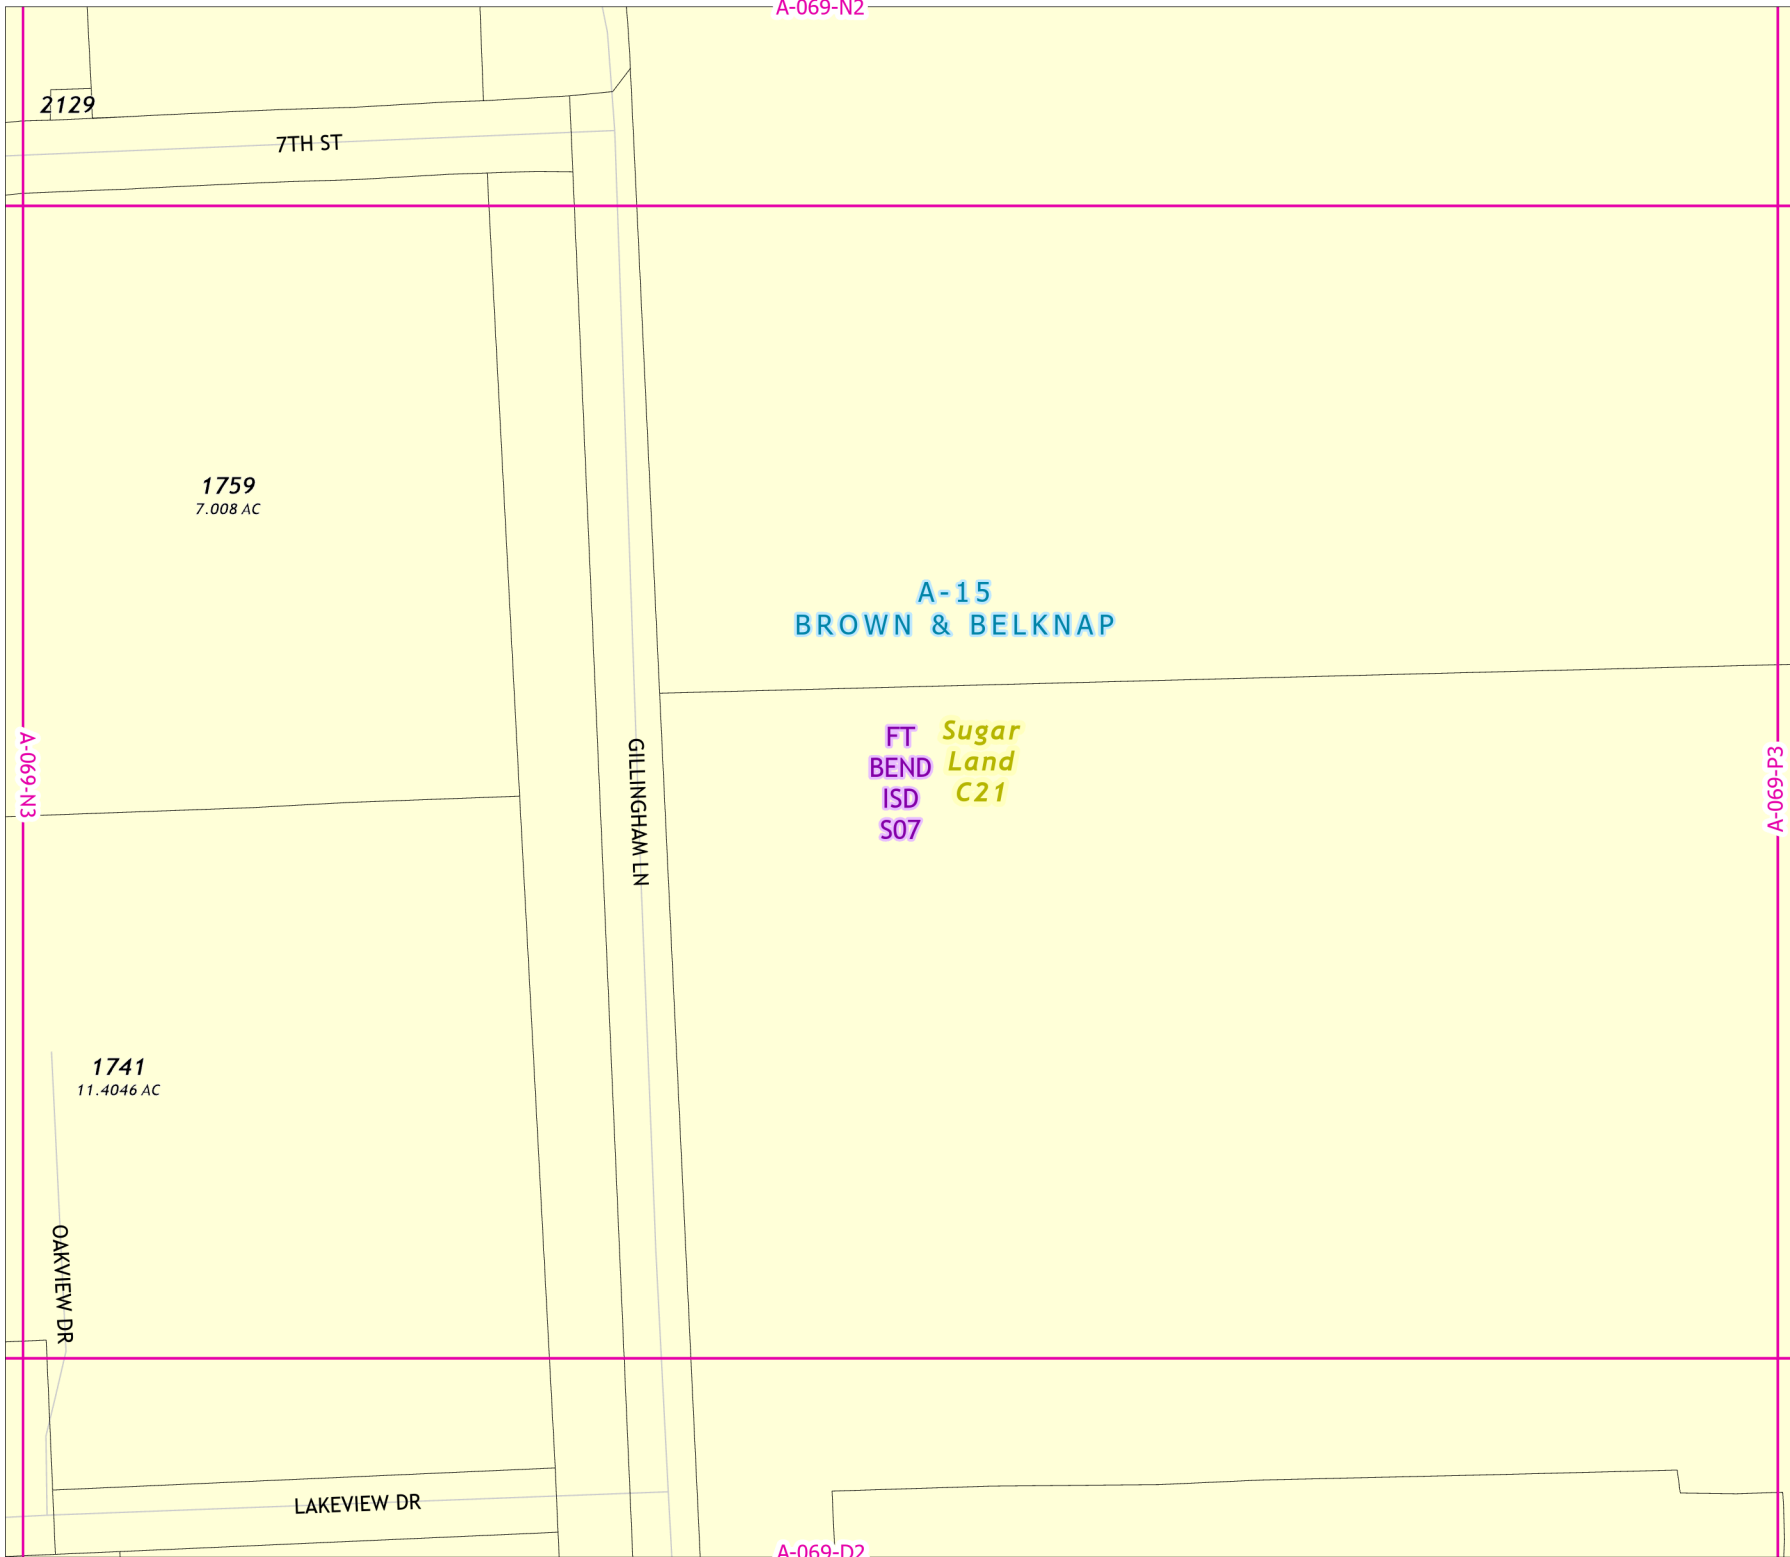 A-069-N2
2129
7TH ST
1759
7.008 AC
A-15
BROWN & BELKNAP
FT
BEND
ISD
S07
Sugar
Land
C21
A-069-N3
GILLINGHAM LN
A-069-P3
1741
11.4046 AC
OAKVIEW DR
LAKEVIEW DR
A-069-D2